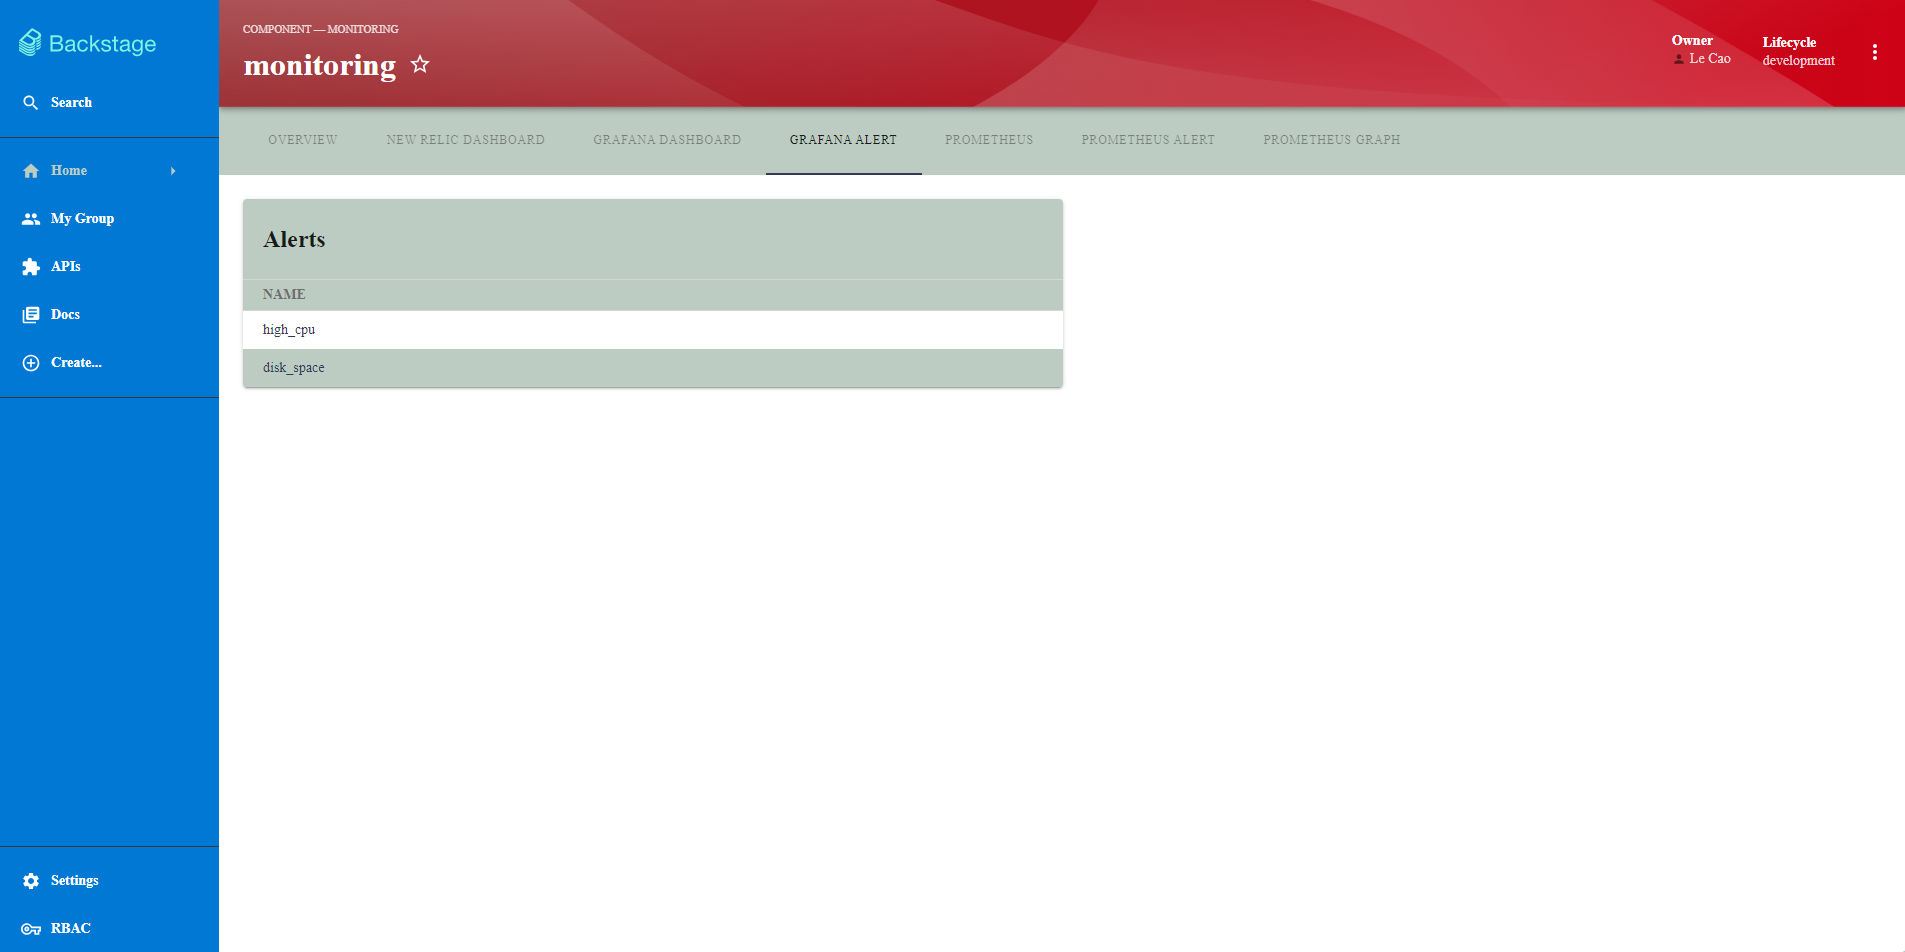 Backstage
Search
Home
My Group
APIs
Docs
Create...
Settings
RBAC
COMPONENT — MONITORING
monitoring
Owner
Le Cao
Lifecycle
development
OVERVIEW
NEW RELIC DASHBOARD
GRAFANA DASHBOARD
GRAFANA ALERT
PROMETHEUS
PROMETHEUS ALERT
PROMETHEUS GRAPH
Alerts
NAME
high_cpu
disk_space